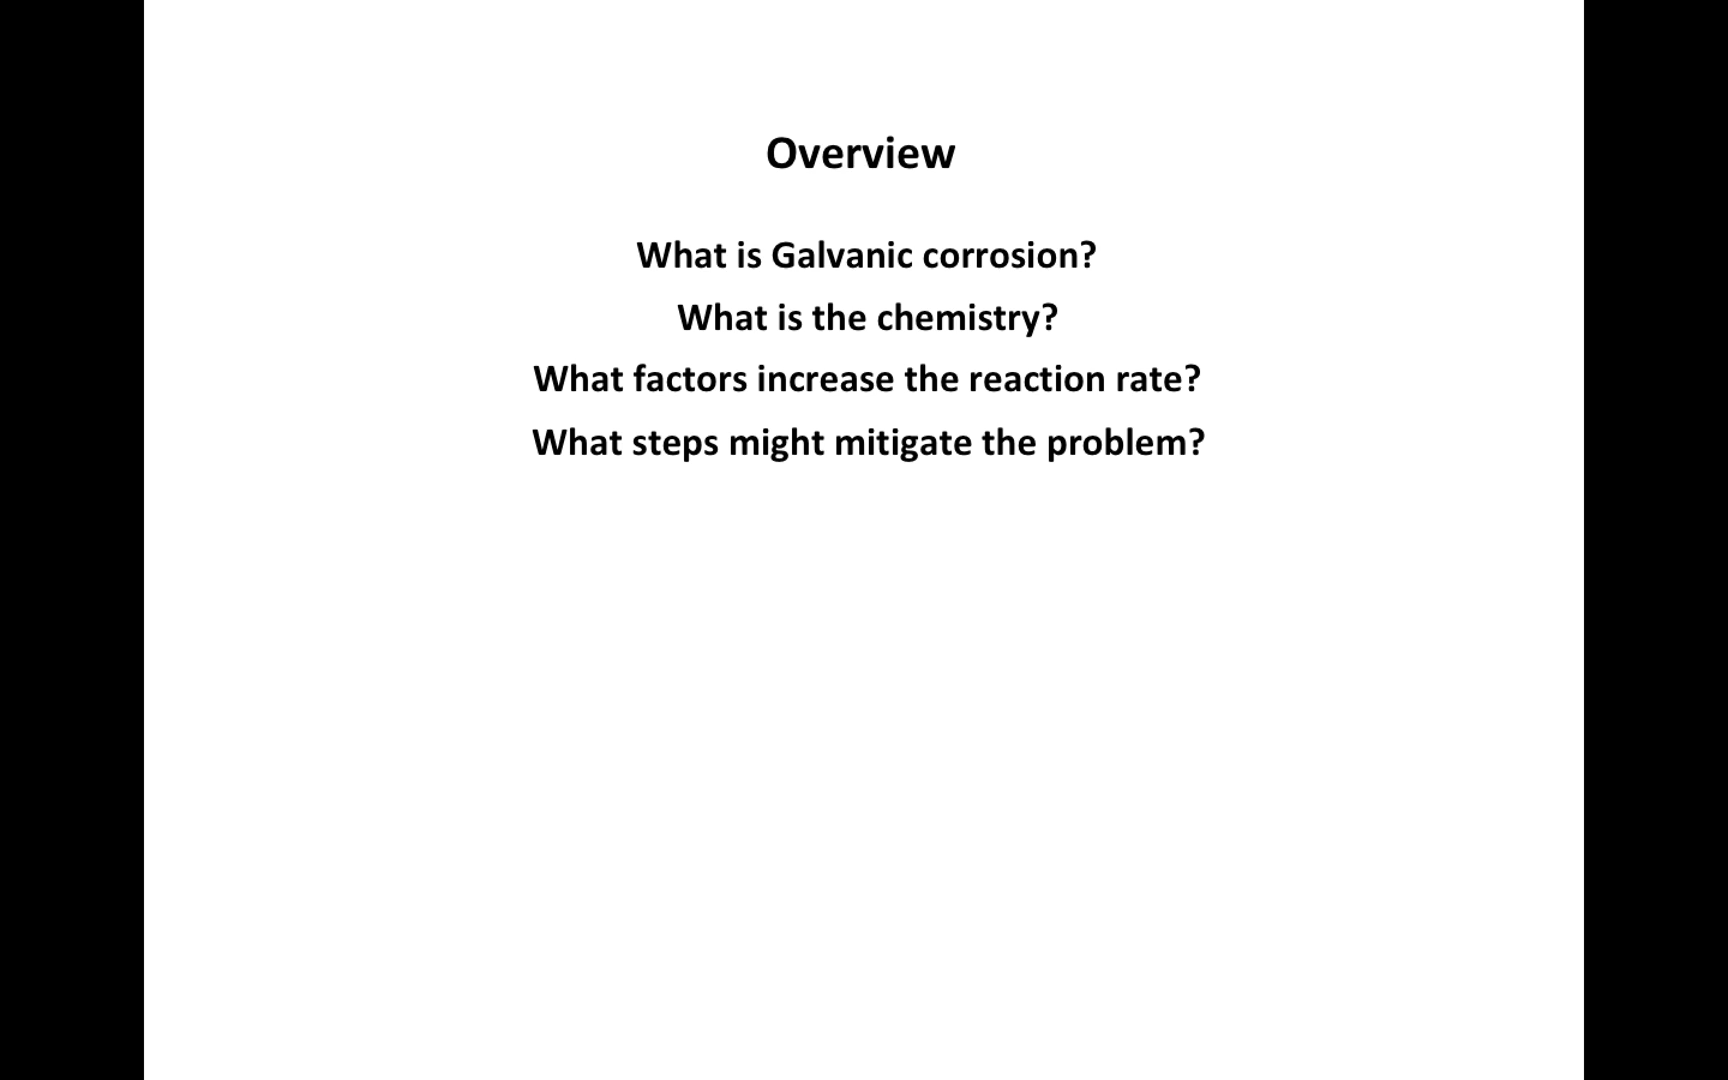 Overview
What is Galvanic corrosion?
What is the chemistry?
What factors increase the reaction rate?
What steps might mitigate the problem?